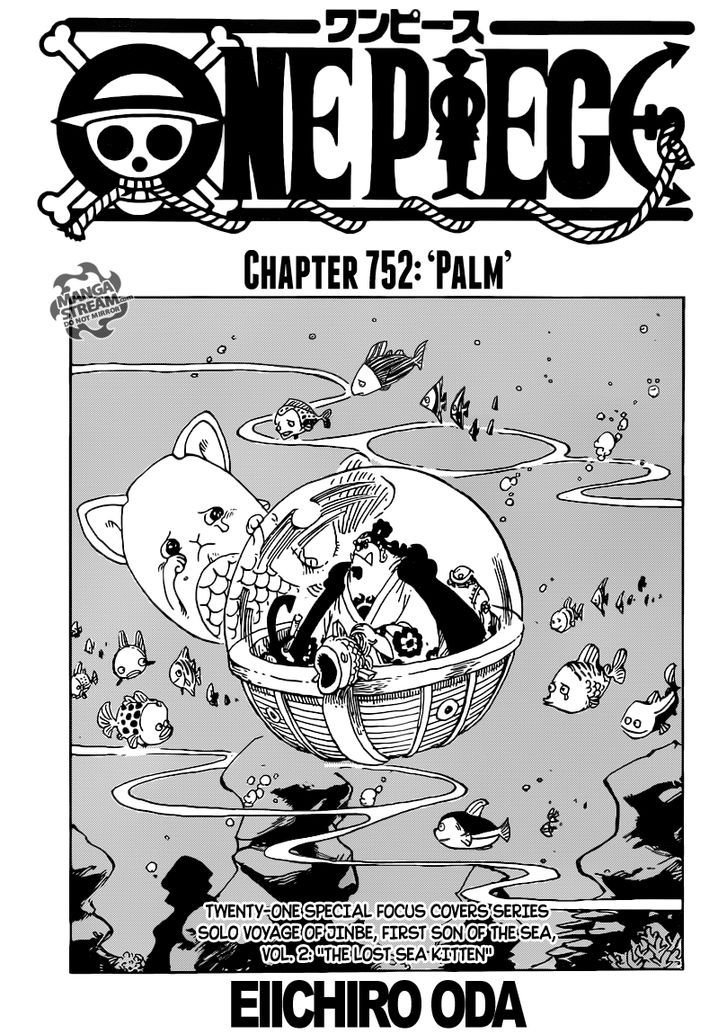 ワンピース
ONE PIECE
CHAPTER 752: ‘PALM’
MANGA
STREAM.com
DO NOT MIRROR
TWENTY-ONE SPECIAL FOCUS COVERS SERIES
SOLO VOYAGE OF JINBE, FIRST SON OF THE SEA,
VOL. 2: "THE LOST SEA KITTEN"
EIICHIRO ODA